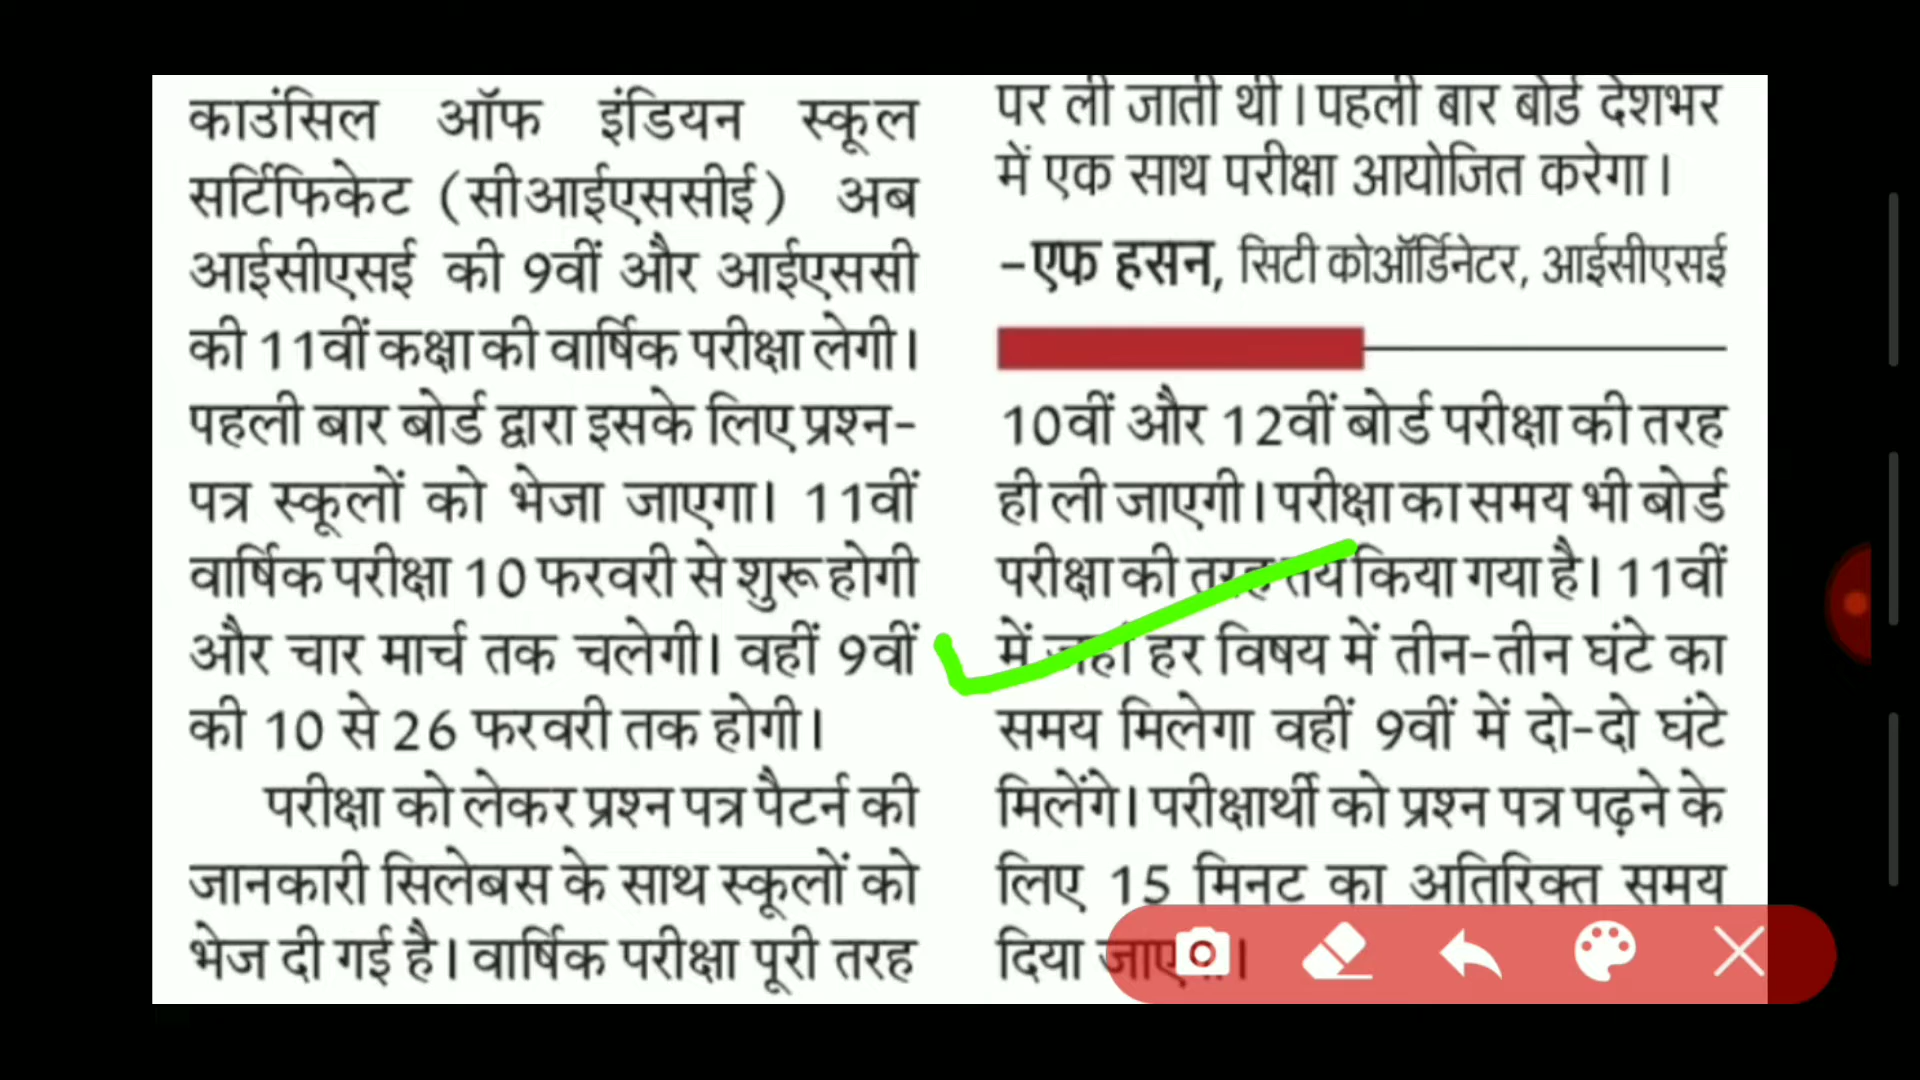 काउंसिल ऑफ इंडियन स्कूल
सर्टिफिकेट (सीआईएससीई) अब
आईसीएसई की 9वीं और आईएससी
की 11वीं कक्षा की वार्षिक परीक्षा लेगी।
पहली बार बोर्ड द्वारा इसके लिए प्रश्न-
पत्र स्कूलों को भेजा जाएगा। 11वीं
वार्षिक परीक्षा 10 फरवरी से शुरू होगी
और चार मार्च तक चलेगी। वहीं 9वीं
की 10 से 26 फरवरी तक होगी।
परीक्षा को लेकर प्रश्न पत्र पैटर्न की
जानकारी सिलेबस के साथ स्कूलों को
भेज दी गई है। वार्षिक परीक्षा पूरी तरह
पर ली जाती थी। पहली बार बोर्ड देशभर
में एक साथ परीक्षा आयोजित करेगा।
-एफ हसन, सिटी कोऑर्डिनेटर, आईसीएसई
10वीं और 12वीं बोर्ड परीक्षा की तरह
ही ली जाएगी। परीक्षा का समय भी बोर्ड
परीक्षा की तरह तय किया गया है। 11वीं
में जहां हर विषय में तीन-तीन घंटे का
समय मिलेगा वहीं 9वीं में दो-दो घंटे
मिलेंगे। परीक्षार्थी को प्रश्न पत्र पढ़ने के
लिए 15 मिनट का अतिरिक्त समय
दिया